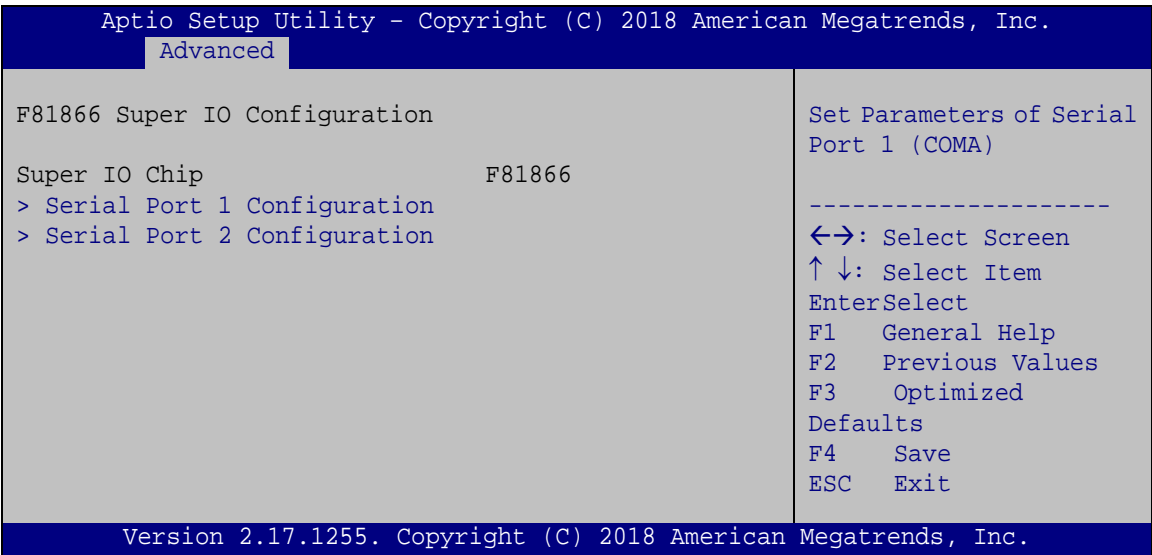 Aptio Setup Utility – Copyright (C) 2018 American Megatrends, Inc.
Advanced
F81866 Super IO Configuration
Super IO Chip F81866
> Serial Port 1 Configuration
> Serial Port 2 Configuration
Set Parameters of Serial
Port 1 (COMA)
---------------------
←→: Select Screen
↑ ↓: Select Item
EnterSelect
F1 General Help
F2 Previous Values
F3 Optimized
Defaults
F4 Save
ESC Exit
Version 2.17.1255. Copyright (C) 2018 American Megatrends, Inc.